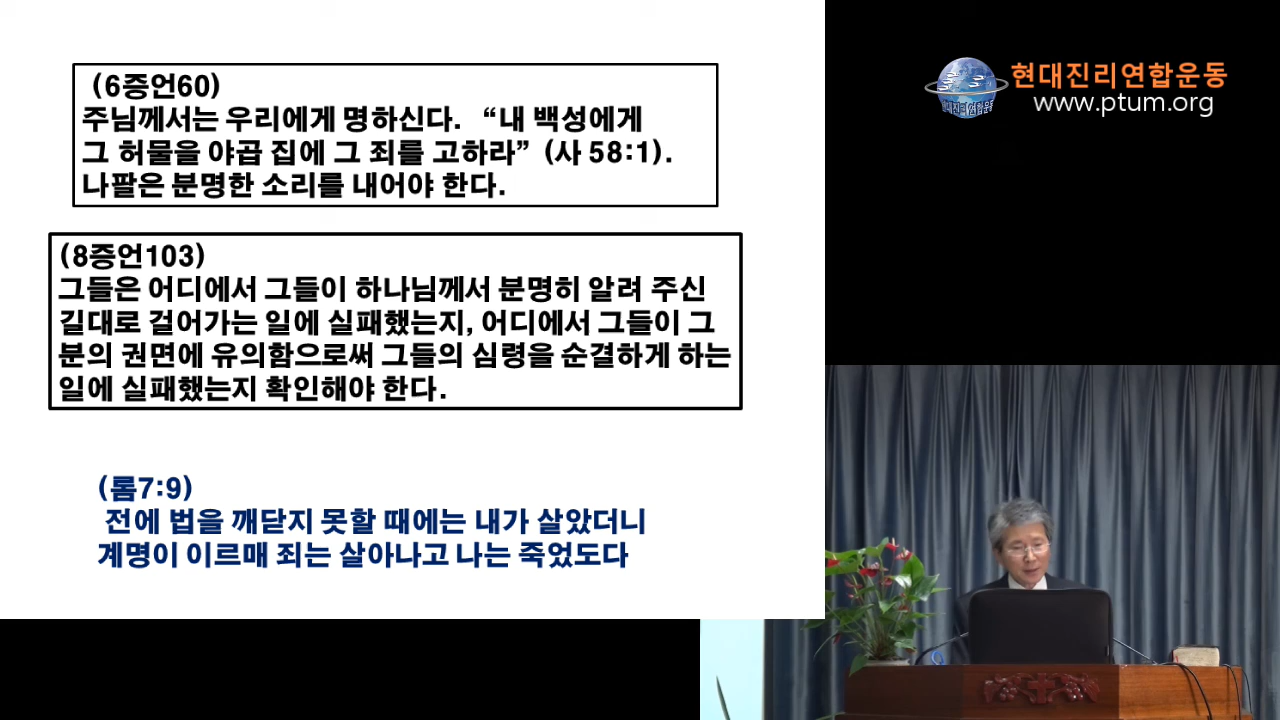 (6증언60)
주님께서는 우리에게 명하신다. “내 백성에게
그 허물을 야곱 집에 그 죄를 고하라” (사 58:1).
나팔은 분명한 소리를 내어야 한다.
(8증언103)
그들은 어디에서 그들이 하나님께서 분명히 알려 주신
길대로 걸어가는 일에 실패했는지, 어디에서 그들이 그
분의 권면에 유의함으로써 그들의 심령을 순결하게 하는
일에 실패했는지 확인해야 한다.
(롬7:9)
전에 법을 깨닫지 못할 때에는 내가 살았더니
계명이 이르매 죄는 살아나고 나는 죽었도다
현대진리연합운동
www.ptum.org
현대진리연합운동